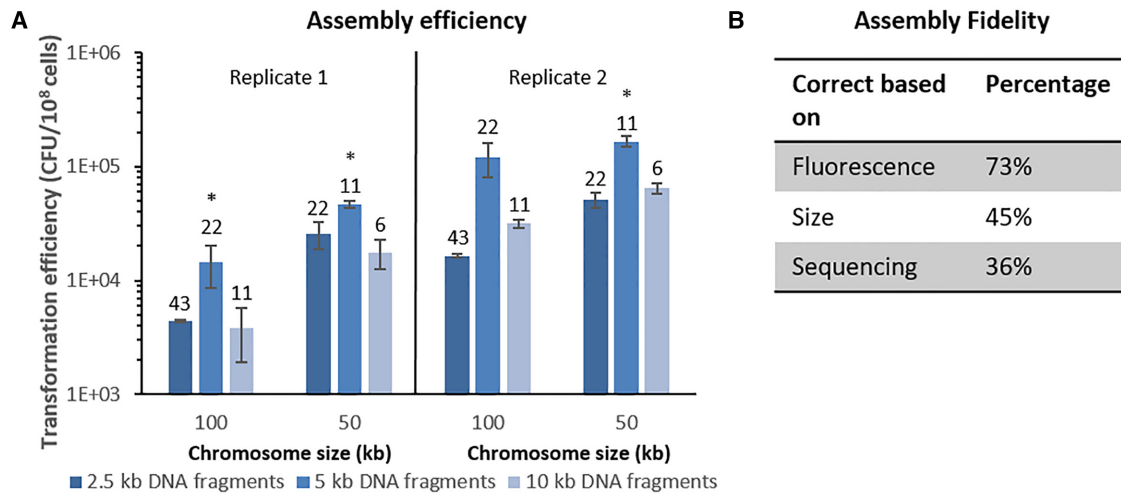 A
Assembly efficiency
Transformation efficiency (CFU/10⁸ cells)
1E+06
1E+05
1E+04
1E+03
Replicate 1
Replicate 2
43
*
22
11
22
*
11
6
43
22
11
22
*
11
6
100
50
100
50
Chromosome size (kb)
Chromosome size (kb)
2.5 kb DNA fragments
5 kb DNA fragments
10 kb DNA fragments
B
Assembly Fidelity
Correct based Percentage
on
Fluorescence 73%
Size 45%
Sequencing 36%